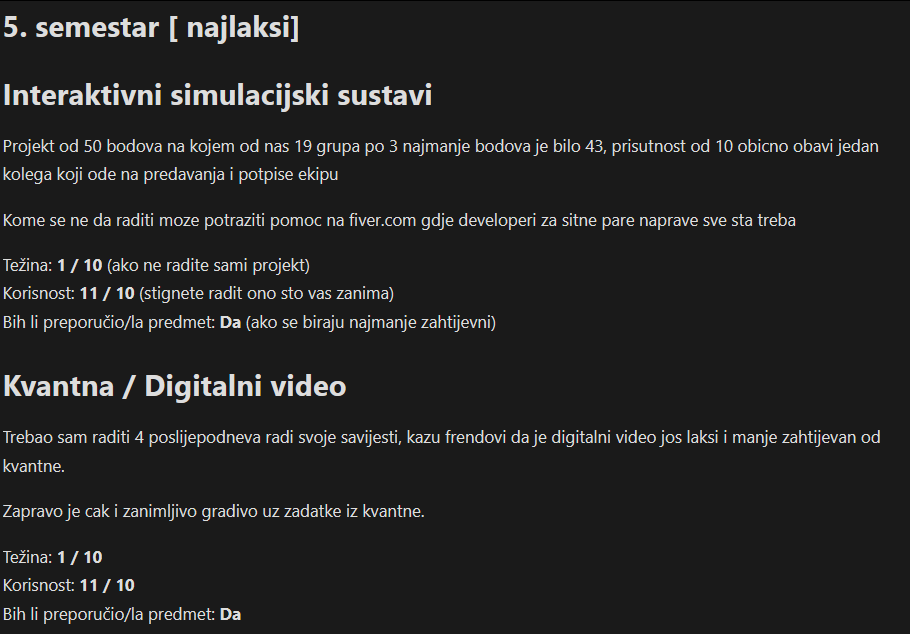 5. semestar [ najlaksi]
Interaktivni simulacijski sustavi
Projekt od 50 bodova na kojem od nas 19 grupa po 3 najmanje bodova je bilo 43, prisutnost od 10 obicno obavi jedan
kolega koji ode na predavanja i potpise ekipu
Kome se ne da raditi moze potraziti pomoc na fiver.com gdje developeri za sitne pare naprave sve sta treba
Težina: 1 / 10 (ako ne radite sami projekt)
Korisnost: 11 / 10 (stignete radit ono sto vas zanima)
Bih li preporučio/la predmet: Da (ako se biraju najmanje zahtijevni)
Kvantna / Digitalni video
Trebao sam raditi 4 poslijepodneva radi svoje savijesti, kazu frendovi da je digitalni video jos laksi i manje zahtijevan od
kvantne.
Zapravo je cak i zanimljivo gradivo uz zadatke iz kvantne.
Težina: 1 / 10
Korisnost: 11 / 10
Bih li preporučio/la predmet: Da